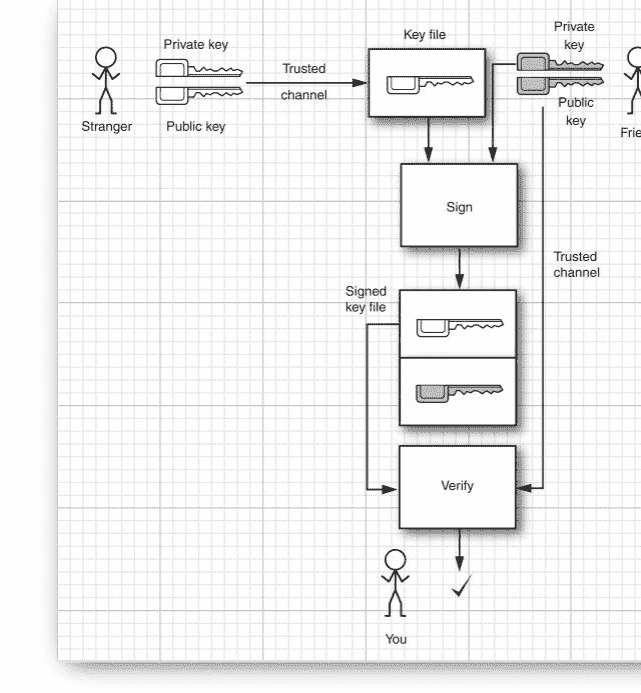 Private key
Public key
Stranger
Trusted
channel
Key file
Private
key
Public
key
Frie
Sign
Trusted
channel
Signed
key file
Verify
You